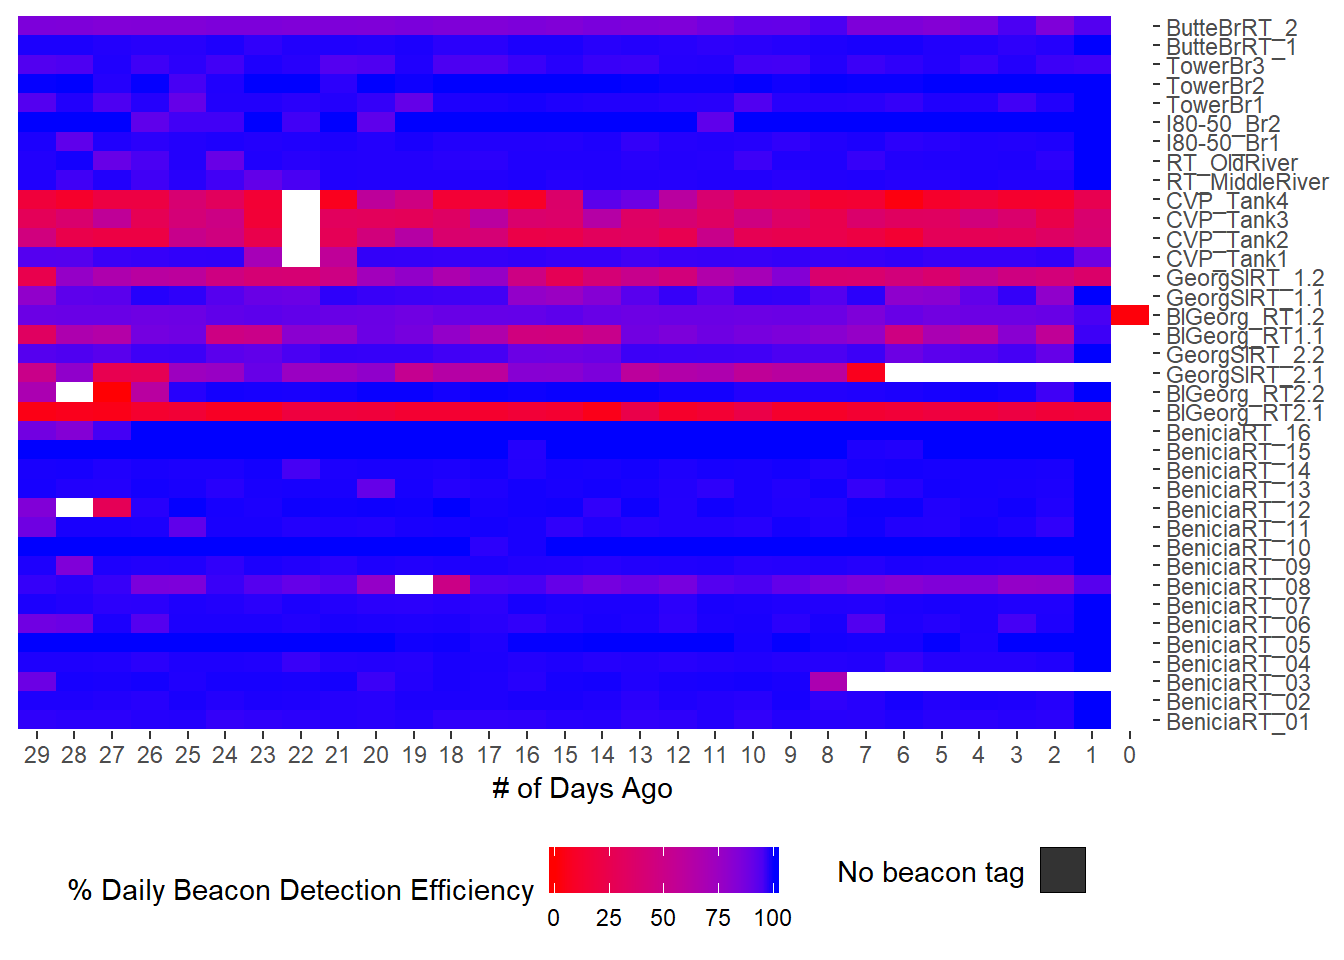 ButteBrRT_2
ButteBrRT_1
TowerBr3
TowerBr2
TowerBr1
I80-50_Br2
I80-50_Br1
RT_OldRiver
RT_MiddleRiver
CVP_Tank4
CVP_Tank3
CVP_Tank2
CVP_Tank1
GeorgSlRT_1.2
GeorgSlRT_1.1
BlGeorg_RT1.2
BlGeorg_RT1.1
GeorgSlRT_2.2
GeorgSlRT_2.1
BlGeorg_RT2.2
BlGeorg_RT2.1
BeniciaRT_16
BeniciaRT_15
BeniciaRT_14
BeniciaRT_13
BeniciaRT_12
BeniciaRT_11
BeniciaRT_10
BeniciaRT_09
BeniciaRT_08
BeniciaRT_07
BeniciaRT_06
BeniciaRT_05
BeniciaRT_04
BeniciaRT_03
BeniciaRT_02
BeniciaRT_01
29 28 27 26 25 24 23 22 21 20 19 18 17 16 15 14 13 12 11 10 9 8 7 6 5 4 3 2 1 0
# of Days Ago
% Daily Beacon Detection Efficiency
0 25 50 75 100
No beacon tag